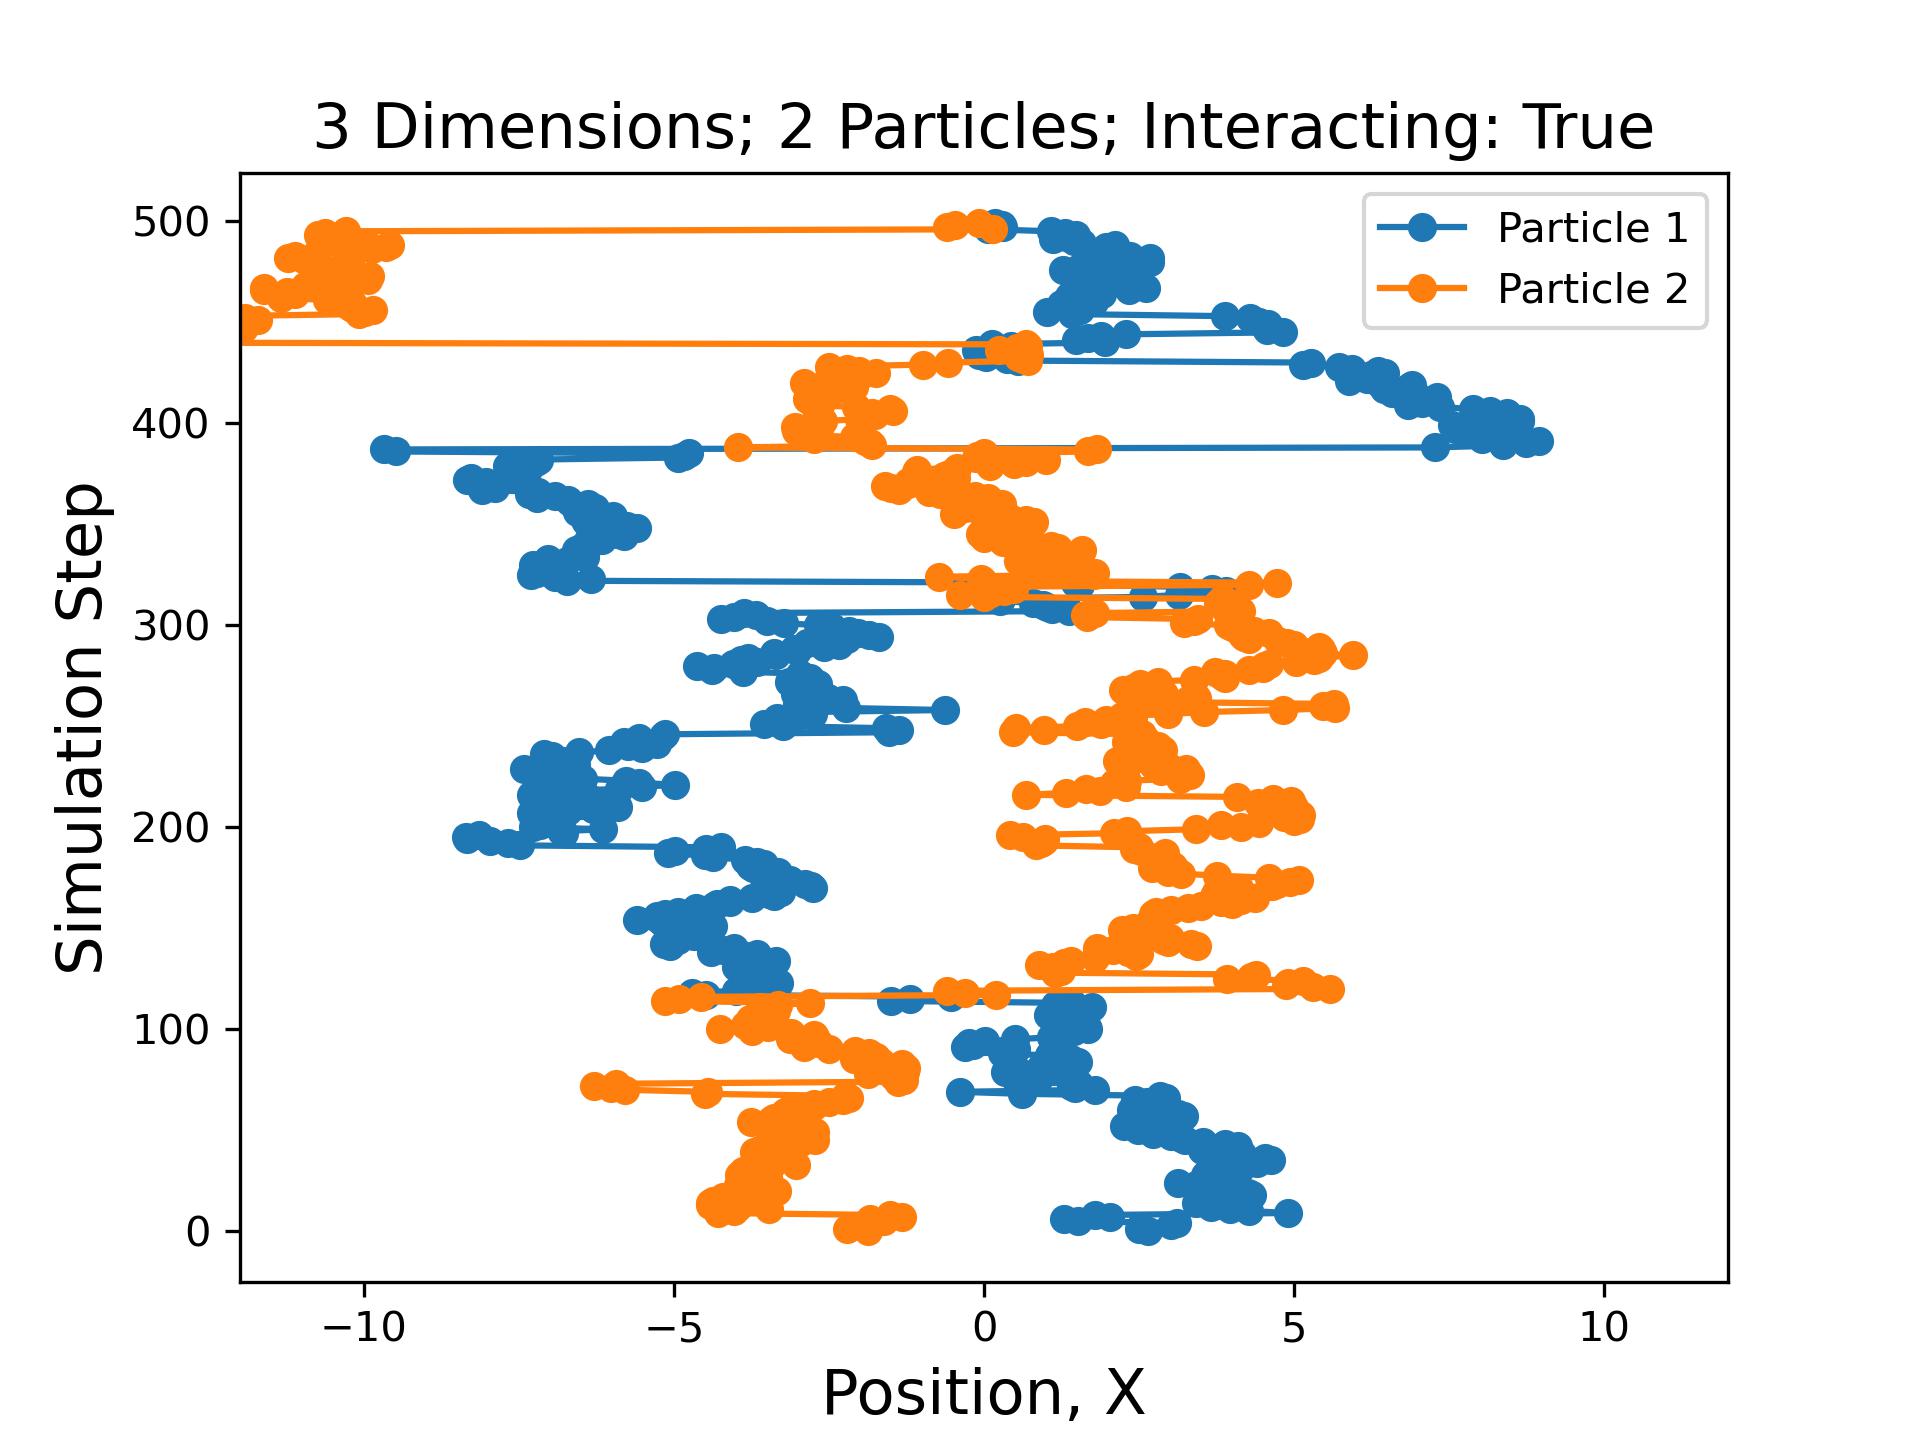 3 Dimensions; 2 Particles; Interacting: True
Particle 1
Particle 2
Simulation Step
500
400
300
200
100
0
−10
−5
0
5
10
Position, X